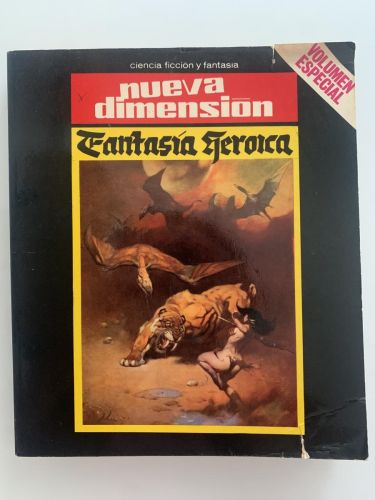 ciencia ficción y fantasía
nueva
dimensión
VOLUMEN
ESPECIAL
Fantasía Heroica